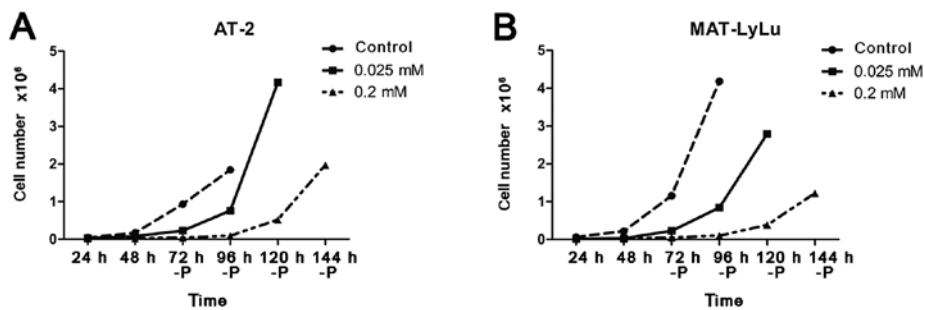 A
AT-2
Control
0.025 mM
0.2 mM
Cell number x10⁶
5
4
3
2
1
0
24 h 48 h 72 h 96 h 120 h 144 h
-P -P -P -P
Time
B
MAT-LyLu
Control
0.025 mM
0.2 mM
Cell number x10⁶
5
4
3
2
1
0
24 h 48 h 72 h 96 h 120 h 144 h
-P -P -P -P
Time